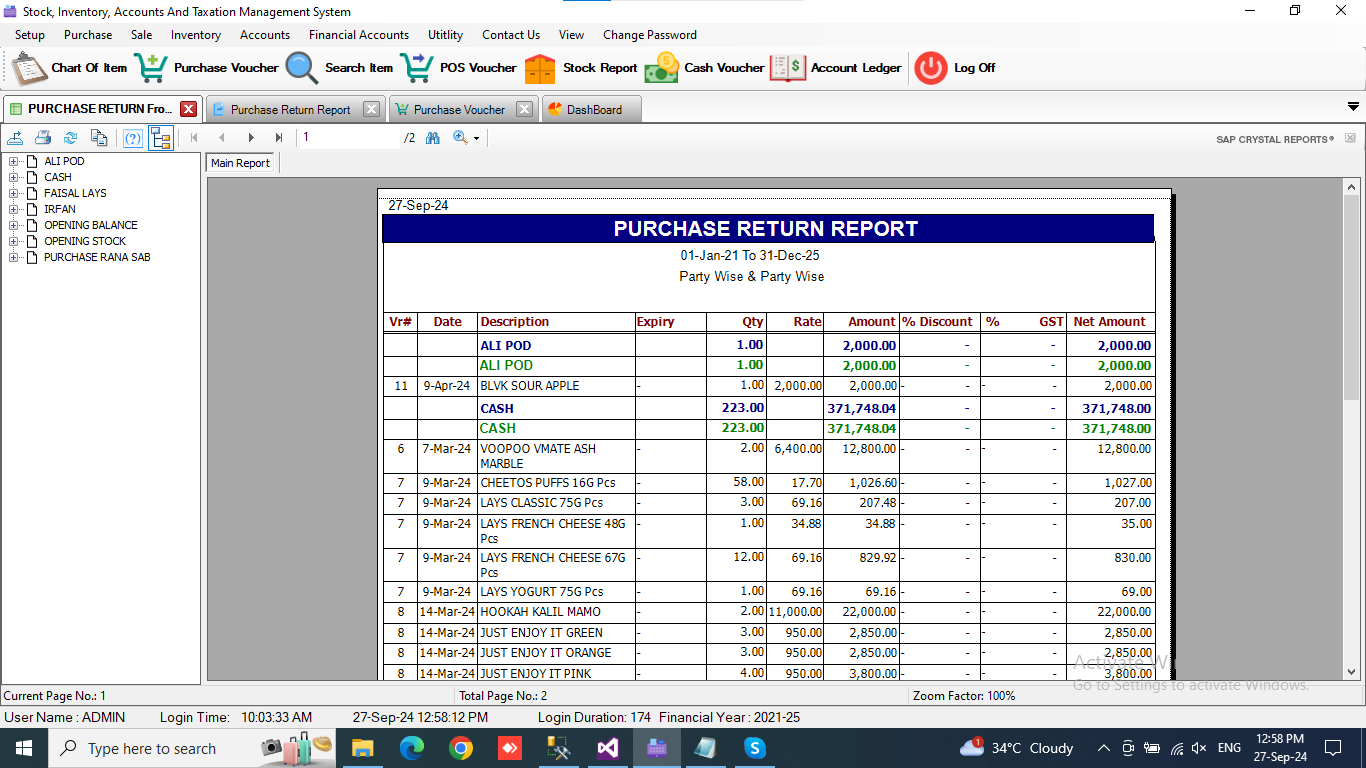 Stock, Inventory, Accounts And Taxation Management System
Setup Purchase Sale Inventory Accounts Financial Accounts Utitlity Contact Us View Change Password
Chart Of Item Purchase Voucher Search Item POS Voucher Stock Report Cash Voucher Account Ledger Log Off
PURCHASE RETURN Fro... Purchase Return Report Purchase Voucher DashBoard
1 /2 SAP CRYSTAL REPORTS®
ALI POD
CASH
FAISAL LAYS
IRFAN
OPENING BALANCE
OPENING STOCK
PURCHASE RANA SAB
Main Report
27-Sep-24
PURCHASE RETURN REPORT
01-Jan-21 To 31-Dec-25
Party Wise & Party Wise
Vr# Date Description Expiry Qty Rate Amount % Discount % GST Net Amount
ALI POD 1.00 2,000.00 - - 2,000.00
ALI POD 1.00 2,000.00 - - 2,000.00
11 9-Apr-24 BLVK SOUR APPLE - 1.00 2,000.00 2,000.00 - - - - 2,000.00
CASH 223.00 371,748.04 - - 371,748.00
CASH 223.00 371,748.04 - - 371,748.00
6 7-Mar-24 VOOPOO VMATE ASH - 2.00 6,400.00 12,800.00 - - - - 12,800.00
MARBLE
7 9-Mar-24 CHEETOS PUFFS 16G Pcs - 58.00 17.70 1,026.60 - - - - 1,027.00
7 9-Mar-24 LAYS CLASSIC 75G Pcs - 3.00 69.16 207.48 - - - - 207.00
7 9-Mar-24 LAYS FRENCH CHEESE 48G - 1.00 34.88 34.88 - - - - 35.00
Pcs
7 9-Mar-24 LAYS FRENCH CHEESE 67G - 12.00 69.16 829.92 - - - - 830.00
Pcs
7 9-Mar-24 LAYS YOGURT 75G Pcs - 1.00 69.16 69.16 - - - - 69.00
8 14-Mar-24 HOOKAH KALIL MAMO - 2.00 11,000.00 22,000.00 - - - - 22,000.00
8 14-Mar-24 JUST ENJOY IT GREEN - 3.00 950.00 2,850.00 - - - - 2,850.00
8 14-Mar-24 JUST ENJOY IT ORANGE - 3.00 950.00 2,850.00 - - - - 2,850.00
8 14-Mar-24 JUST ENJOY IT PINK - 4.00 950.00 3,800.00 - - - - 3,800.00
Activate Wi
Go to Settings to activate Windows.
Current Page No.: 1 Total Page No.: 2 Zoom Factor: 100%
User Name : ADMIN Login Time: 10:03:33 AM 27-Sep-24 12:58:12 PM Login Duration: 174 Financial Year : 2021-25
Type here to search 1 34°C Cloudy ENG 12:58 PM
27-Sep-24